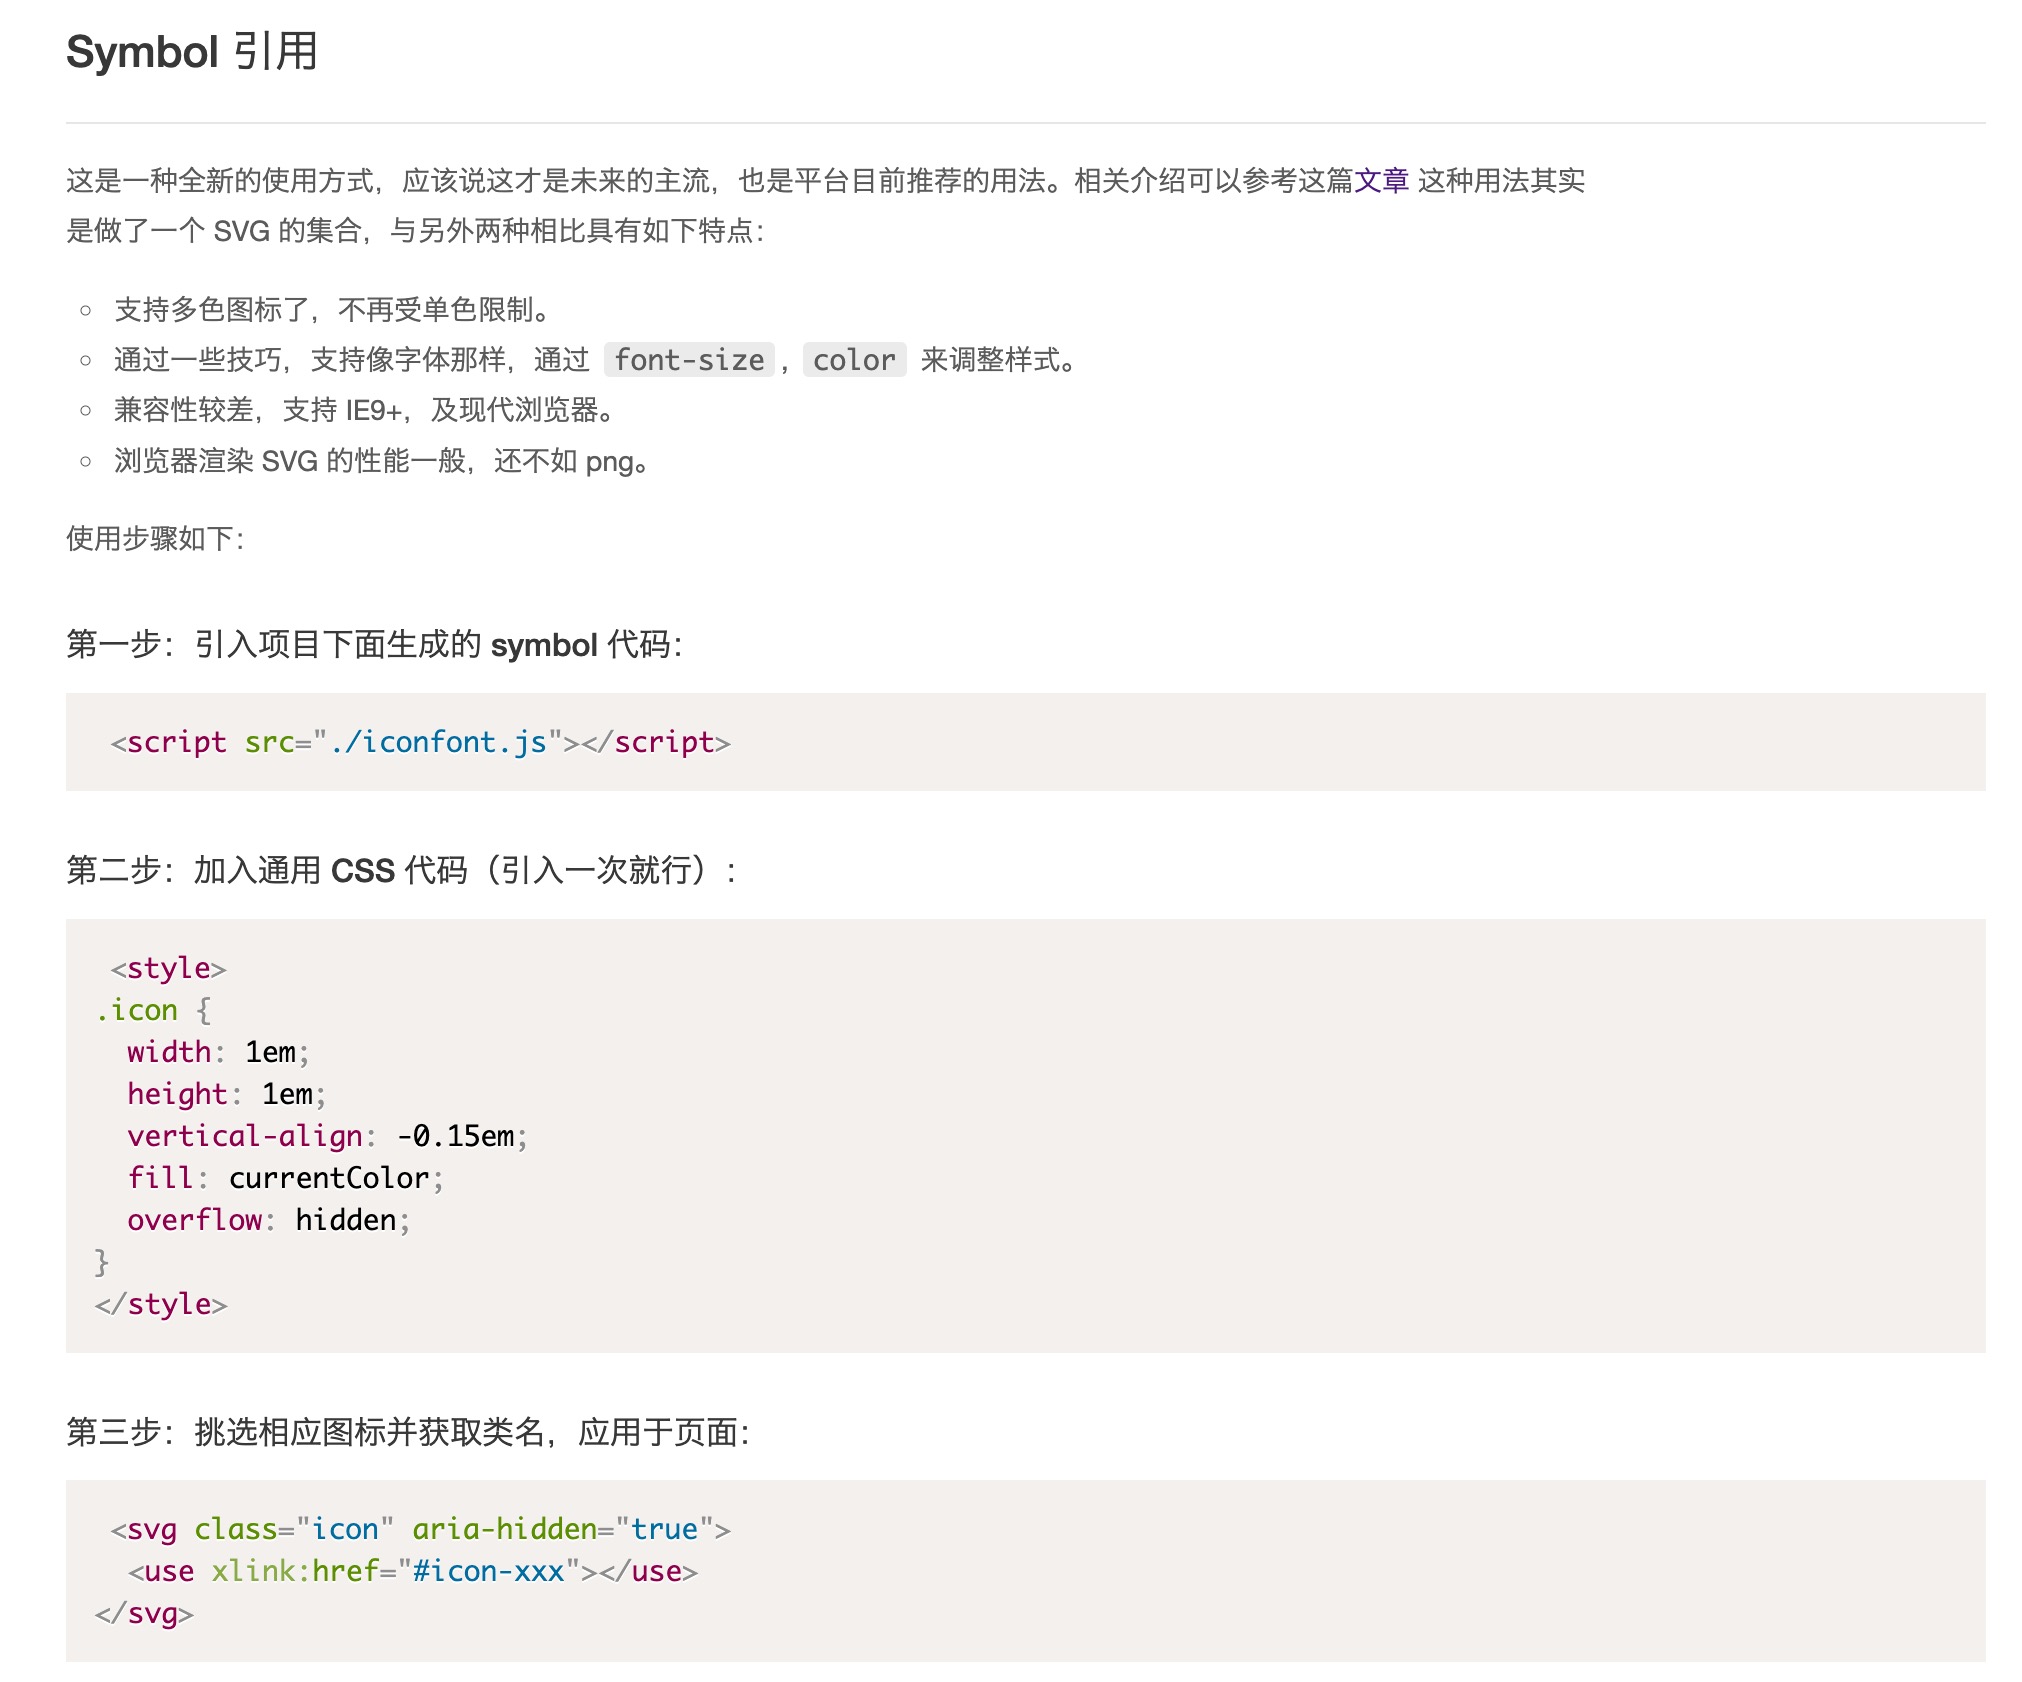 Symbol 引用
这是一种全新的使用方式，应该说这才是未来的主流，也是平台目前推荐的用法。相关介绍可以参考这篇文章 这种用法其实
是做了一个 SVG 的集合，与另外两种相比具有如下特点：
支持多色图标了，不再受单色限制。
通过一些技巧，支持像字体那样，通过 font-size, color 来调整样式。
兼容性较差，支持 IE9+，及现代浏览器。
浏览器渲染 SVG 的性能一般，还不如 png。
使用步骤如下：
第一步：引入项目下面生成的 symbol 代码：
<script src="./iconfont.js"></script>
第二步：加入通用 CSS 代码（引入一次就行）：
<style>
.icon {
  width: 1em;
  height: 1em;
  vertical-align: -0.15em;
  fill: currentColor;
  overflow: hidden;
}
</style>
第三步：挑选相应图标并获取类名，应用于页面：
<svg class="icon" aria-hidden="true">
  <use xlink:href="#icon-xxx"></use>
</svg>